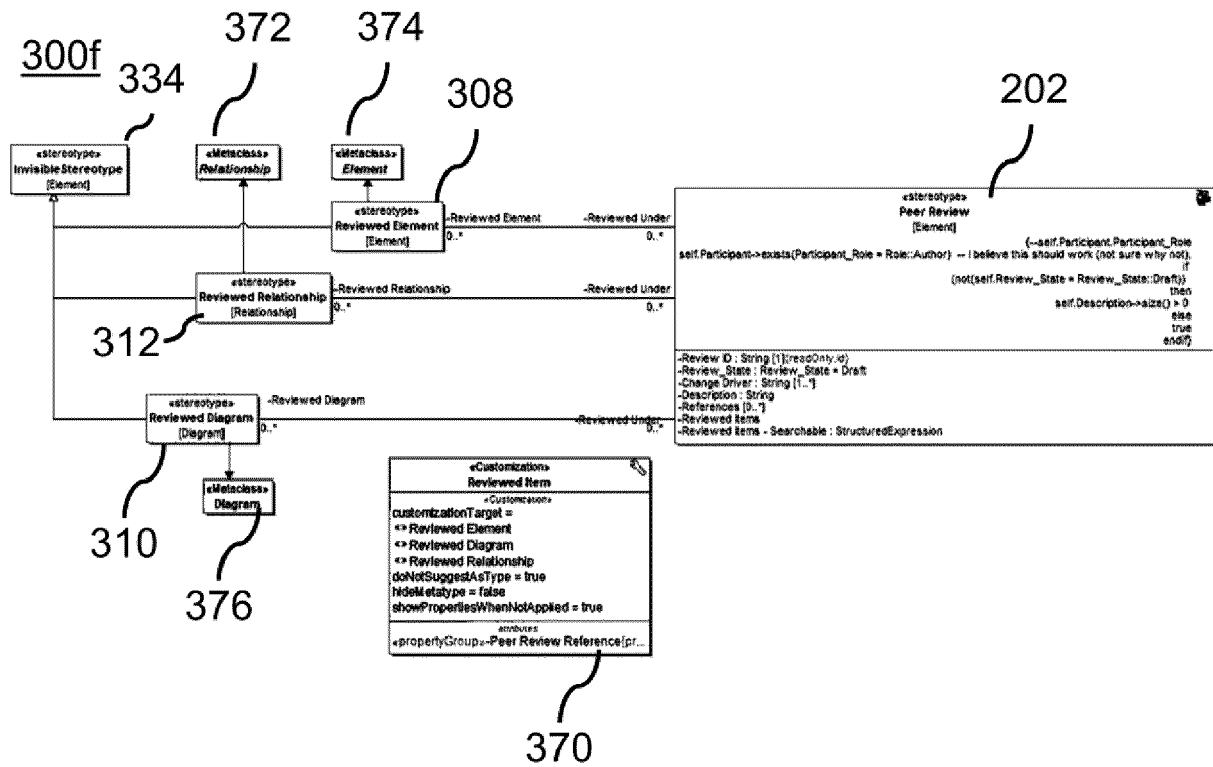 300f
334
372
374
308
202
«stereotype»
InvisibleStereotype
[Element]
«Metaclass»
Relationship
«Metaclass»
Element
«stereotype»
Reviewed Element
[Element]
-Reviewed Element
0..*
-Reviewed Under
0..*
«stereotype»
Peer Review
[Element]
{--self.Participant.Participant_Role
self.Participant->exists(Participant_Role = Role::Author) -- I believe this should work (not sure why not).
if
(not(self.Review_State = Review_State::Draft))
then
self.Description->size() > 0
else
true
endif}
-Review ID : String [1]{readOnly,id}
-Review_State : Review_State = Draft
-Change Driver : String [1..*]
-Description : String
-References [0..*]
-Reviewed Items
-Reviewed Items - Searchable : StructuredExpression
«stereotype»
Reviewed Relationship
[Relationship]
-Reviewed Relationship
0..*
-Reviewed Under
0..*
312
«stereotype»
Reviewed Diagram
[Diagram]
-Reviewed Diagram
0..*
-Reviewed Under
0..*
«Metaclass»
Diagram
310
376
«Customization»
Reviewed Item
«Customization»
customizationTarget =
<> Reviewed Element
<> Reviewed Diagram
<> Reviewed Relationship
doNotSuggestAsType = true
hideMetatype = false
showPropertiesWhenNotApplied = true
attributes
«propertyGroup»-Peer Review Reference{pr...
370